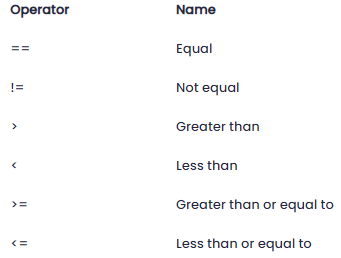 Operator Name
== Equal
!= Not equal
> Greater than
< Less than
>= Greater than or equal to
<= Less than or equal to